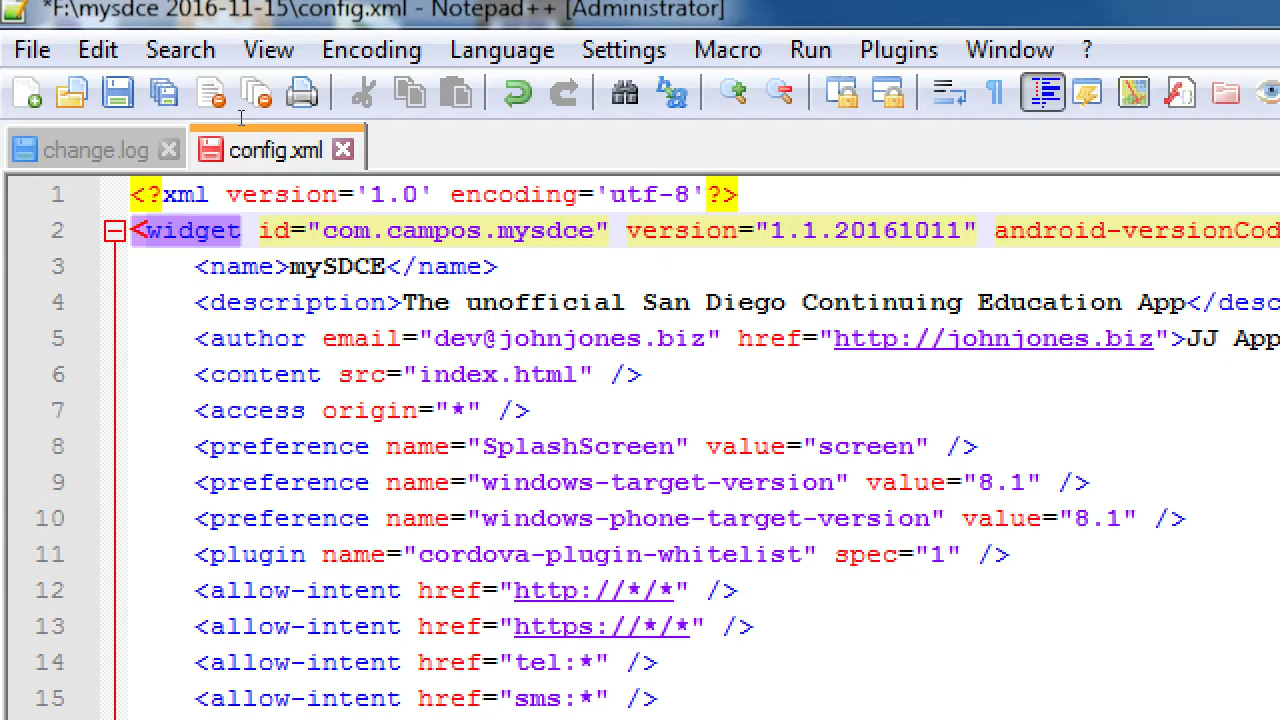 *F:\mysdce 2016-11-15\config.xml - Notepad++ [Administrator]
File Edit Search View Encoding Language Settings Macro Run Plugins Window ?
change.log config.xml
1 <?xml version='1.0' encoding='utf-8'?>
2 <widget id="com.campos.mysdce" version="1.1.20161011" android-versionCod
3 <name>mySDCE</name>
4 <description>The unofficial San Diego Continuing Education App</desc
5 <author email="dev@johnjones.biz" href="http://johnjones.biz">JJ App
6 <content src="index.html" />
7 <access origin="*" />
8 <preference name="SplashScreen" value="screen" />
9 <preference name="windows-target-version" value="8.1" />
10 <preference name="windows-phone-target-version" value="8.1" />
11 <plugin name="cordova-plugin-whitelist" spec="1" />
12 <allow-intent href="http://*/*" />
13 <allow-intent href="https://*/*" />
14 <allow-intent href="tel:*" />
15 <allow-intent href="sms:*" />